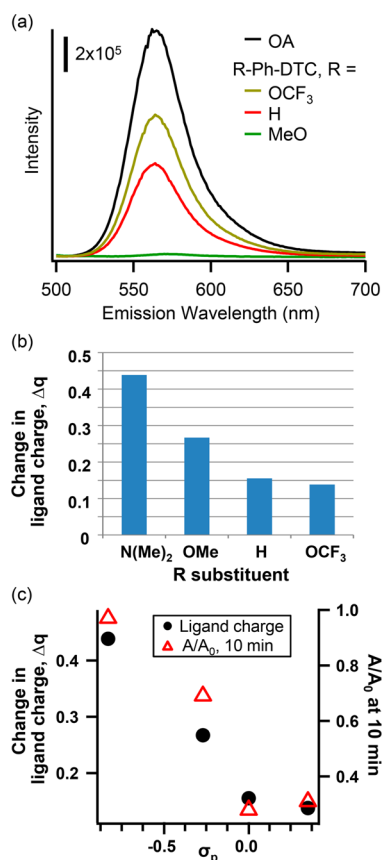 (a)
2x10⁵
OA
R-Ph-DTC, R =
OCF₃
H
MeO
Intensity
500 550 600 650 700
Emission Wavelength (nm)
(b)
Change in
ligand charge, Δq
0.5
0.4
0.3
0.2
0.1
0
N(Me)₂ OMe H OCF₃
R substituent
(c)
Ligand charge
A/A₀, 10 min
Change in
ligand charge, Δq
0.4
0.3
0.2
1.0
0.8
0.6
0.4
A/A₀ at 10 min
-0.5 0.0
σₚ